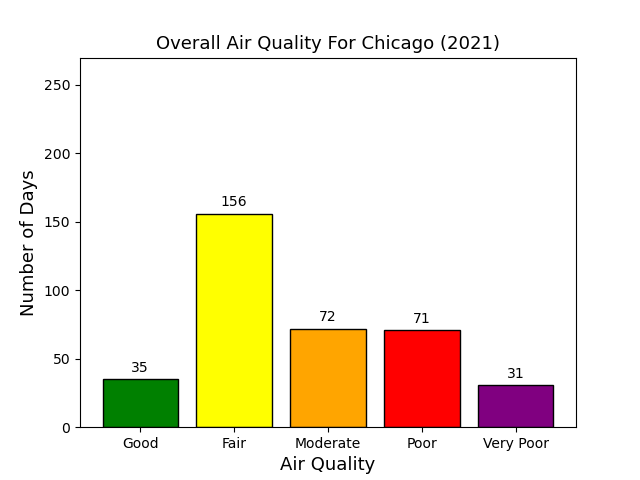 Overall Air Quality For Chicago (2021)
Number of Days
250
200
150
100
50
0
35
156
72
71
31
Good Fair Moderate Poor Very Poor
Air Quality